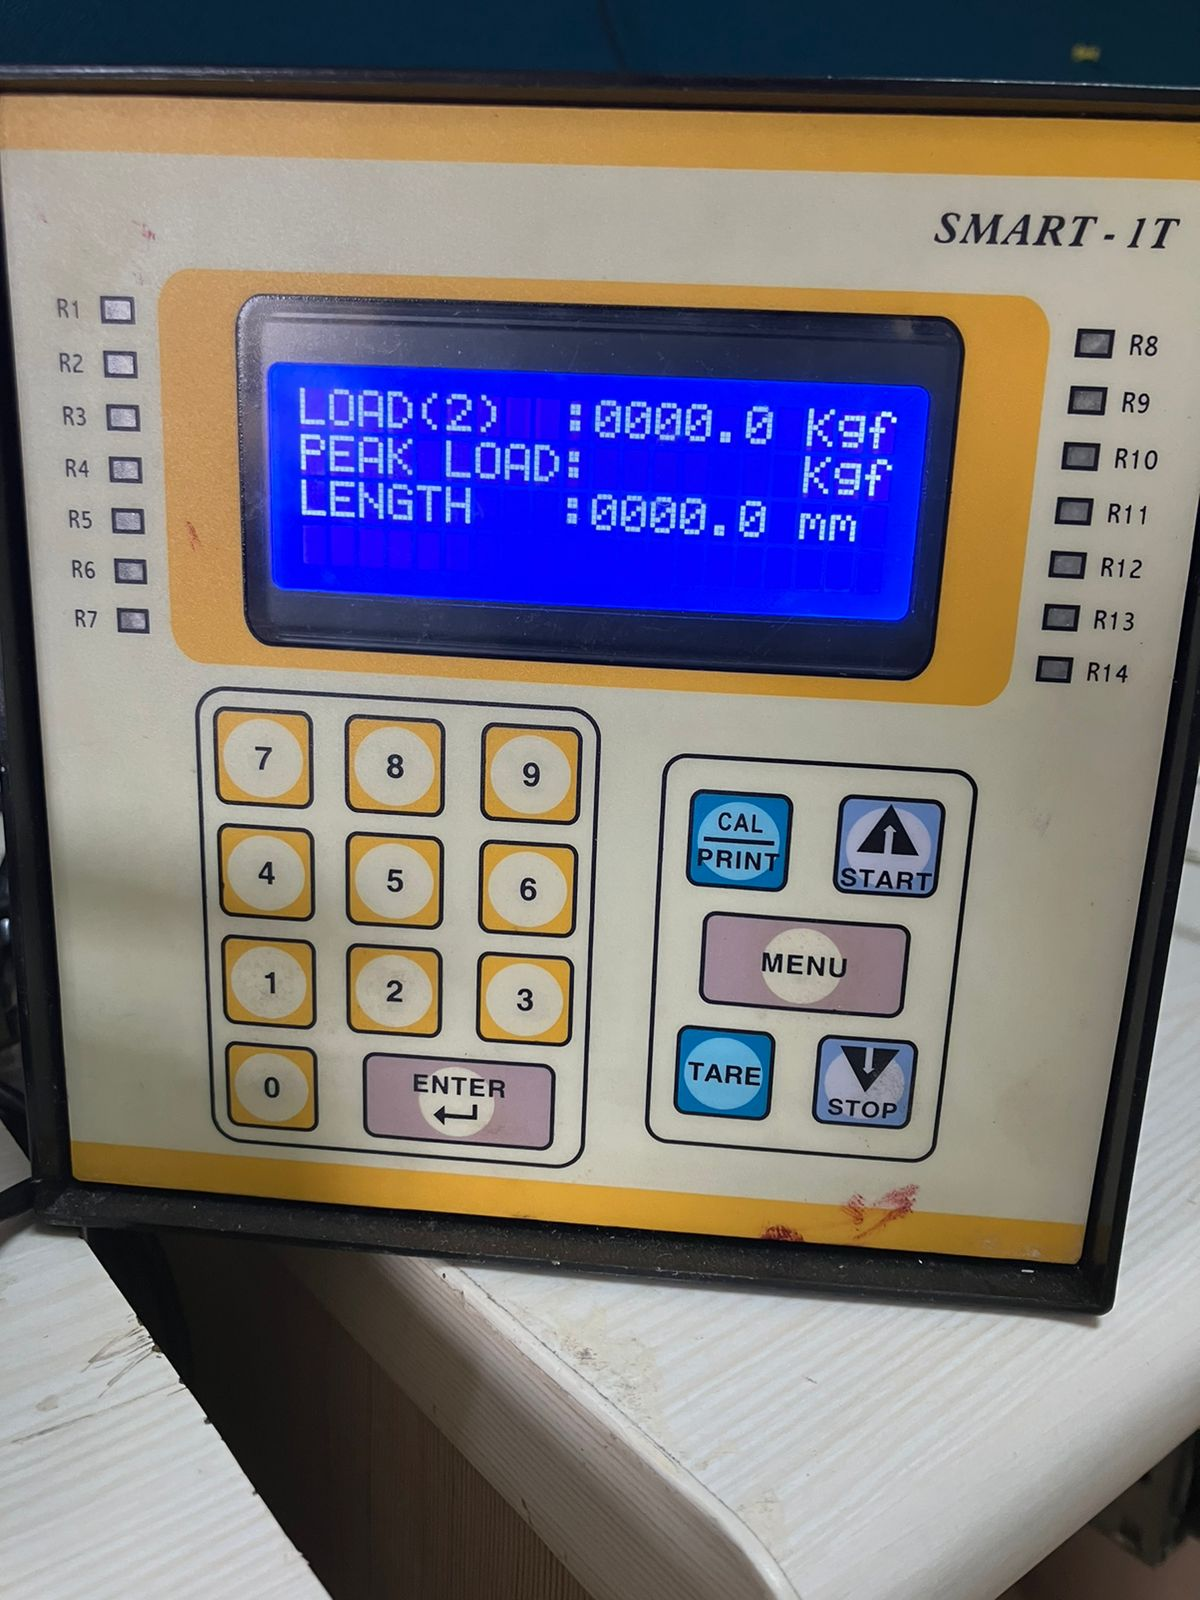 SMART - 1T
R1
R2
R3
R4
R5
R6
R7
LOAD(2) :0000.0 Kgf
PEAK LOAD: Kgf
LENGTH :0000.0 mm
R8
R9
R10
R11
R12
R13
R14
7 8 9
4 5 6
1 2 3
0 ENTER
CAL
PRINT
START
MENU
TARE
STOP